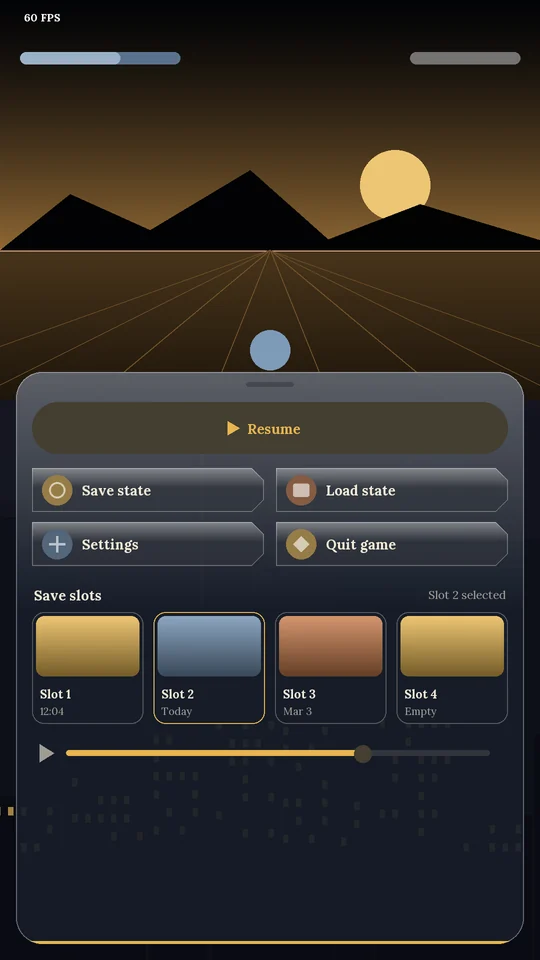 60 FPS
Resume
Save state
Load state
Settings
Quit game
Save slots
Slot 2 selected
Slot 1
12:04
Slot 2
Today
Slot 3
Mar 3
Slot 4
Empty